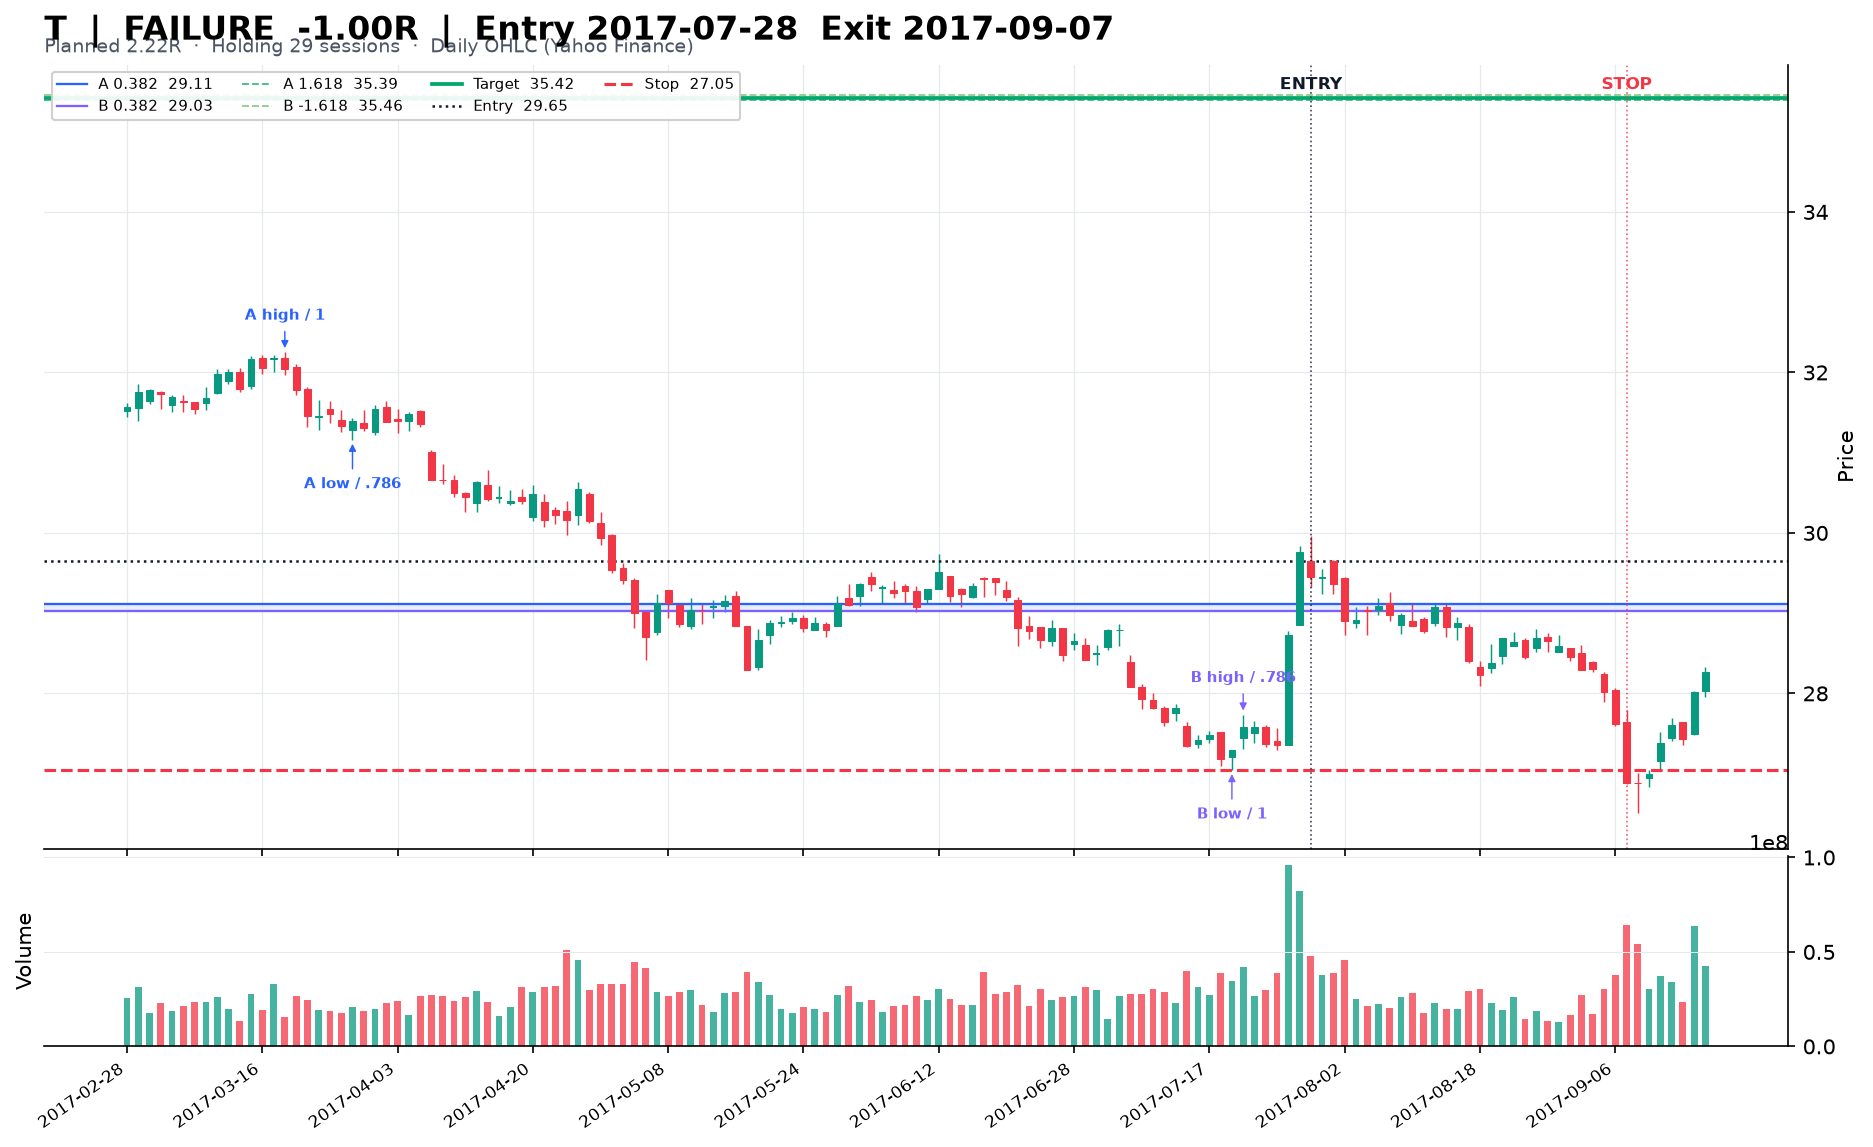 T | FAILURE -1.00R | Entry 2017-07-28 Exit 2017-09-07
Planned 2.22R · Holding 29 sessions · Daily OHLC (Yahoo Finance)
A 0.382 29.11 A 1.618 35.39 Target 35.42 Stop 27.05
B 0.382 29.03 B -1.618 35.46 Entry 29.65
ENTRY
STOP
A high / 1
A low / .786
B high / .786
B low / 1
34
32
30
28
Price
1e8
1.0
0.5
0.0
Volume
2017-02-28
2017-03-16
2017-04-03
2017-04-20
2017-05-08
2017-05-24
2017-06-12
2017-06-28
2017-07-17
2017-08-02
2017-08-18
2017-09-06